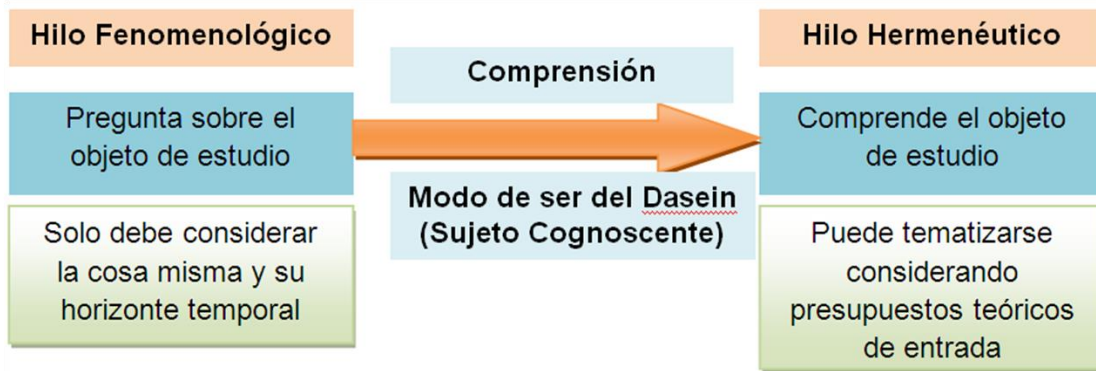 Hilo Fenomenológico
Pregunta sobre el
objeto de estudio
Solo debe considerar
la cosa misma y su
horizonte temporal
Comprensión
Modo de ser del Dasein
(Sujeto Cognoscente)
Hilo Hermenéutico
Comprende el objeto
de estudio
Puede tematizarse
considerando
presupuestos teóricos
de entrada